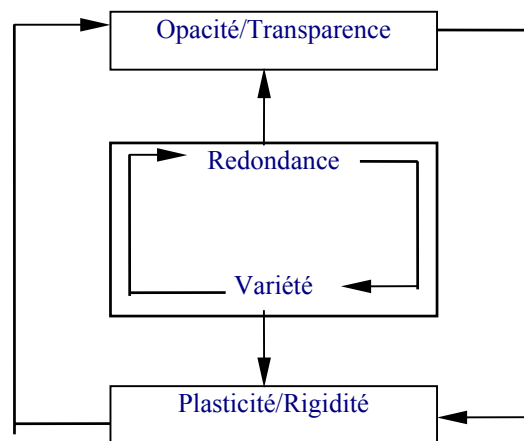 Opacité/Transparence
Redondance
Variété
Plasticité/Rigidité